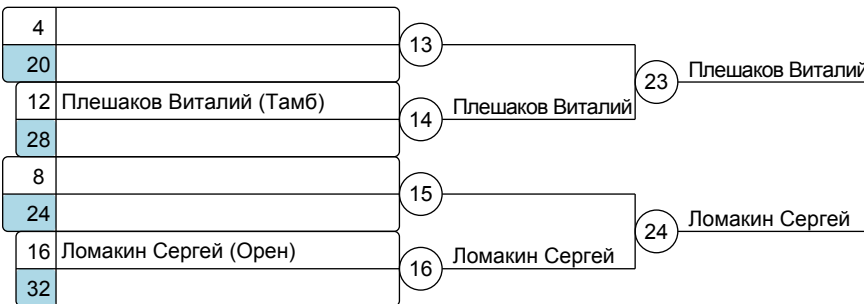 4
13
20
23 Плешаков Виталий
12 Плешаков Виталий (Тамб)
14 Плешаков Виталий
28
8
15
24
24 Ломакин Сергей
16 Ломакин Сергей (Орен)
16 Ломакин Сергей
32